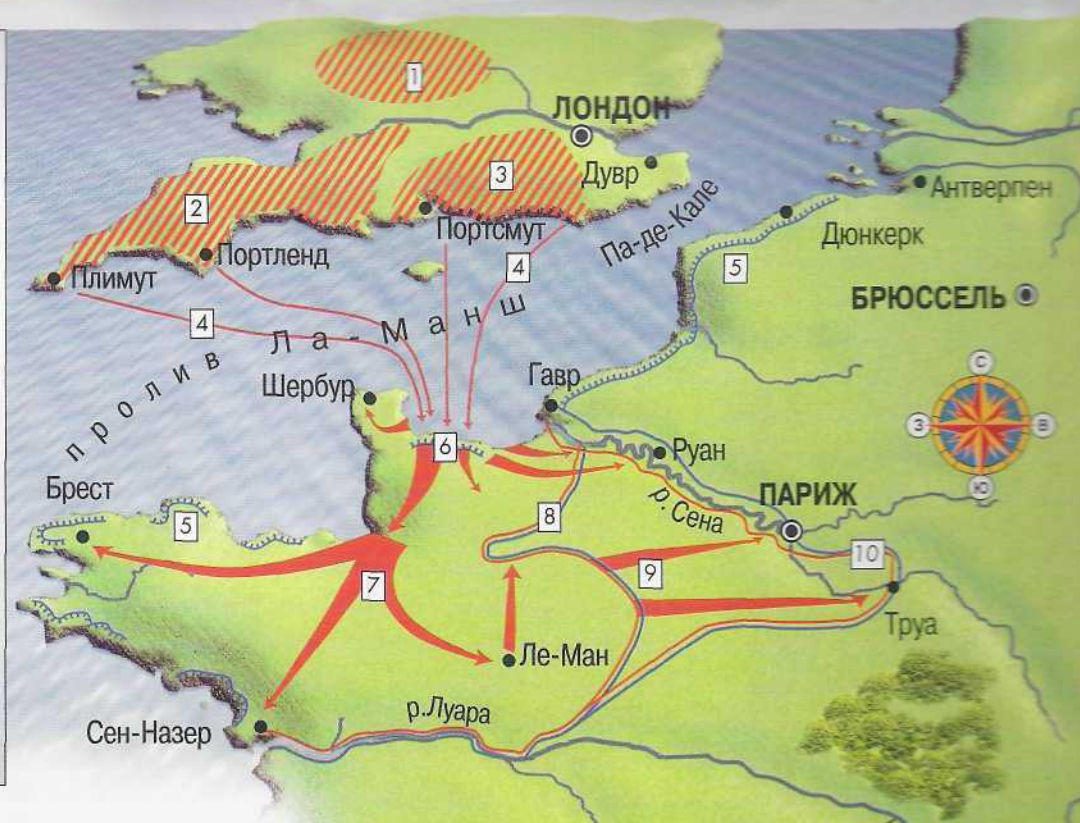 1
ЛОНДОН
3
Дувр
2
Портсмут
Па-де-Кале
Портленд
Плимут
4
4
пролив Ла-Манш
Антверпен
Дюнкерк
5
БРЮССЕЛЬ
С
З
В
Ю
Шербур
Гавр
6
Руан
р. Сена
ПАРИЖ
Брест
5
8
7
9
10
Труа
Ле-Ман
р.Луара
Сен-Назер